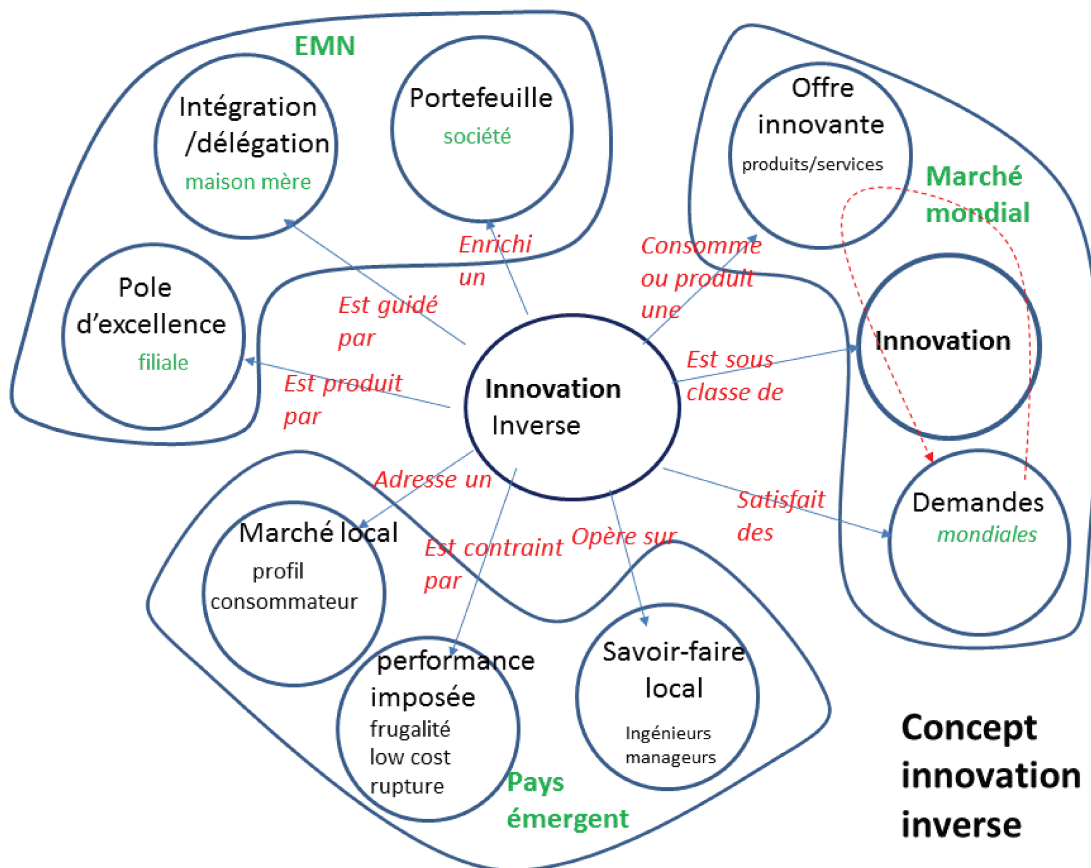 EMN
Intégration
/délégation
maison mère
Portefeuille
société
Pole
d’excellence
filiale
Offre
innovante
produits/services
Marché
mondial
Innovation
Demandes
mondiales
Enrichi
un
Est guidé
par
Est produit
par
Consomme
ou produit
une
Est sous
classe de
Satisfait
des
Innovation
Inverse
Adresse un
Est contraint
par
Opère sur
Marché local
profil
consommateur
performance
imposée
frugalité
low cost
rupture
Savoir-faire
local
Ingénieurs
manageurs
Pays
émergent
Concept
innovation
inverse